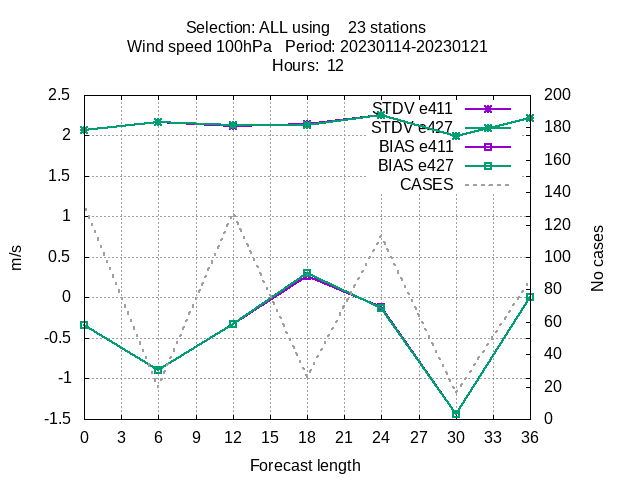 Selection: ALL using 23 stations
Wind speed 100hPa Period: 20230114-20230121
Hours: 12
STDV e411
STDV e427
BIAS e411
BIAS e427
CASES
2.5
2
1.5
1
0.5
0
-0.5
-1
-1.5
200
180
160
140
120
100
80
60
40
20
0
m/s
No cases
0 3 6 9 12 15 18 21 24 27 30 33 36
Forecast length